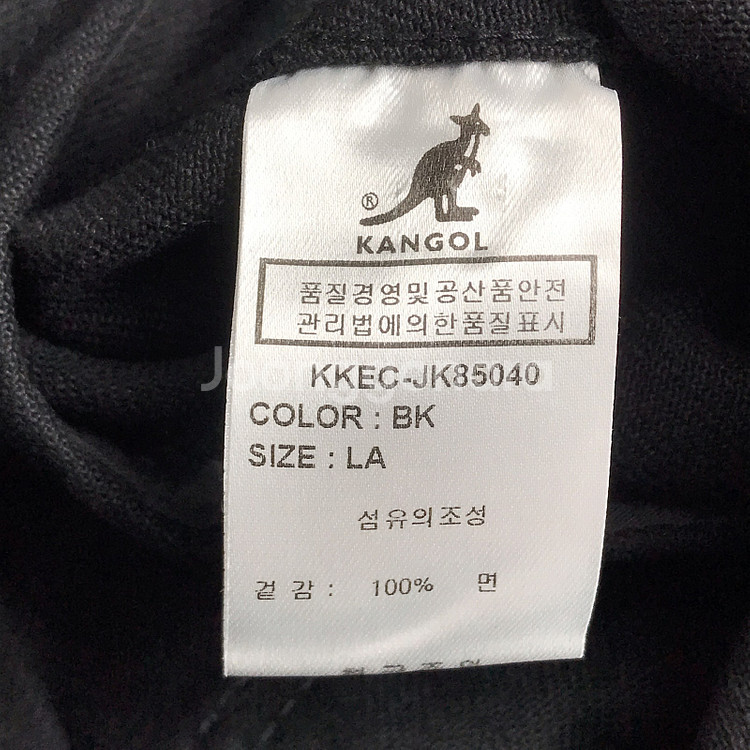 ®
KANGOL
품질경영및공산품안전
관리법에의한품질표시
KKEC-JK85040
COLOR : BK
SIZE : LA
섬유의조성
겉 감 : 100% 면